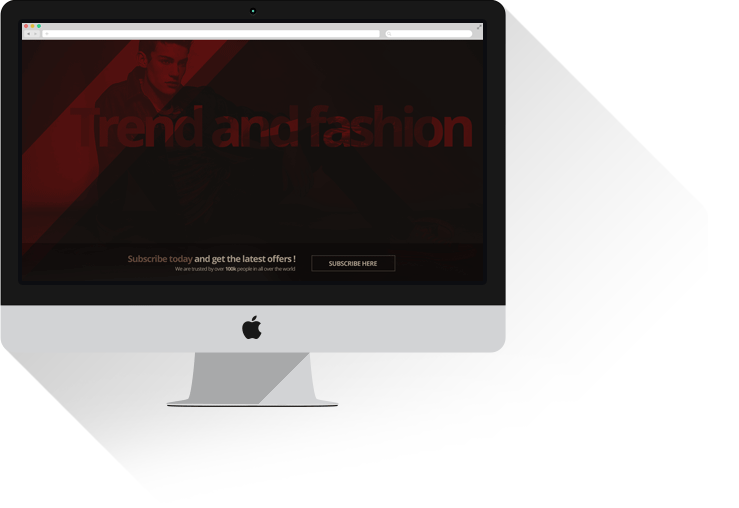 Trend and fashion
Subscribe today and get the latest offers !
We are trusted by over 100k people in all over the world
SUBSCRIBE HERE